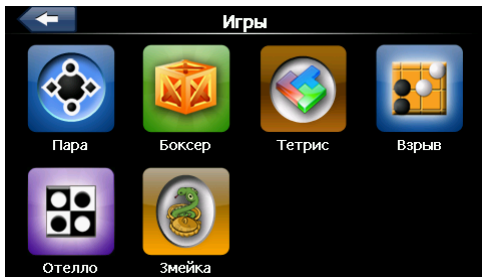 Игры
Пара
Боксер
Тетрис
Взрыв
Отелло
Змейка